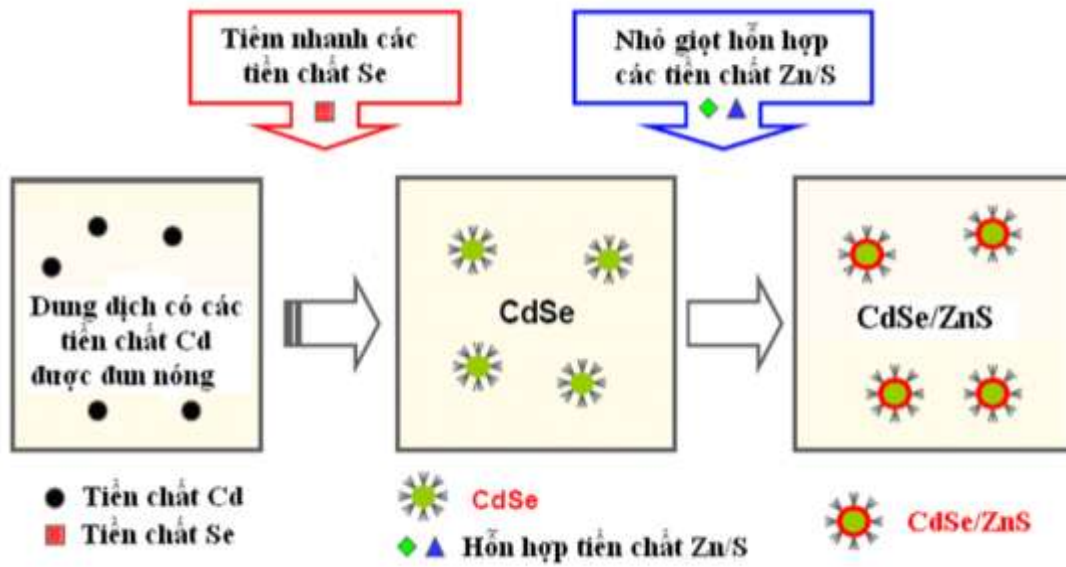 Tiêm nhanh các
tiền chất Se
Nhỏ giọt hỗn hợp
các tiền chất Zn/S
Dung dịch có các
tiền chất Cd
được đun nóng
CdSe
CdSe/ZnS
Tiền chất Cd
Tiền chất Se
CdSe
Hỗn hợp tiền chất Zn/S
CdSe/ZnS